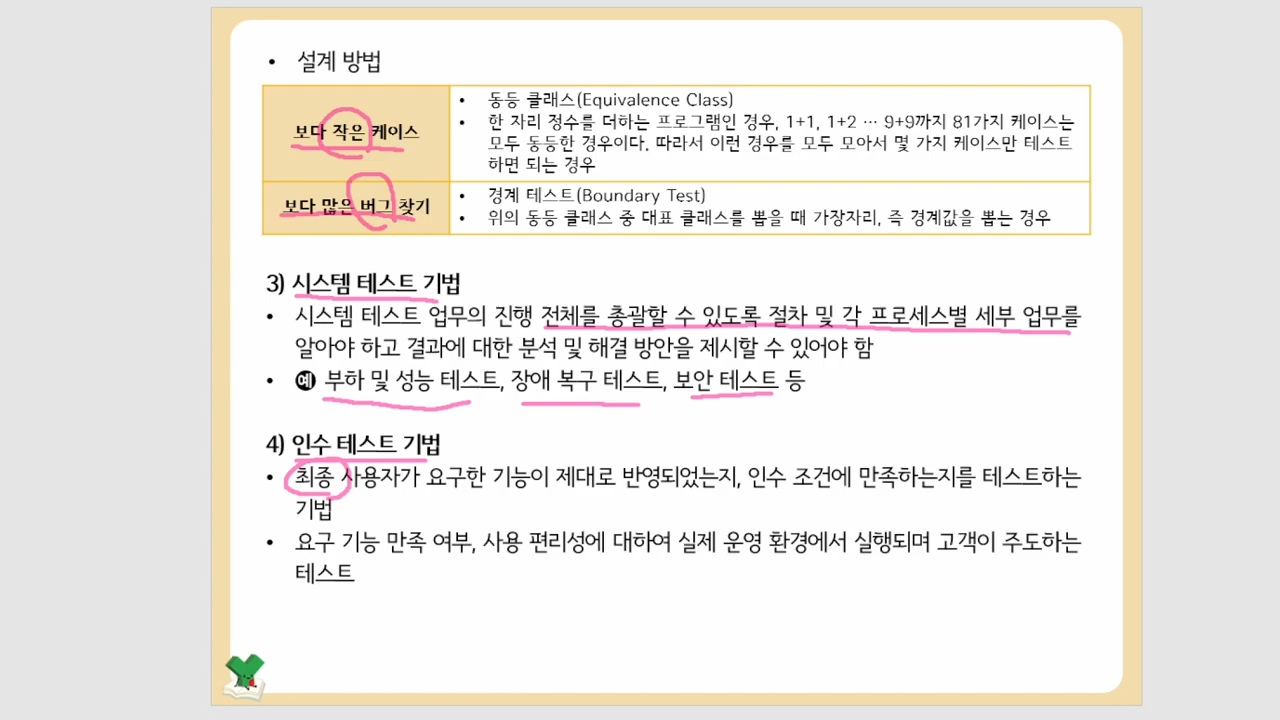 • 설계 방법
보다 작은 케이스
• 동등 클래스(Equivalence Class)
• 한 자리 정수를 더하는 프로그램인 경우, 1+1, 1+2 … 9+9까지 81가지 케이스는
모두 동등한 경우이다. 따라서 이런 경우를 모두 모아서 몇 가지 케이스만 테스트
하면 되는 경우
보다 많은 버그 찾기
• 경계 테스트(Boundary Test)
• 위의 동등 클래스 중 대표 클래스를 뽑을 때 가장자리, 즉 경계값을 뽑는 경우
3) 시스템 테스트 기법
• 시스템 테스트 업무의 진행 전체를 총괄할 수 있도록 절차 및 각 프로세스별 세부 업무를
알아야 하고 결과에 대한 분석 및 해결 방안을 제시할 수 있어야 함
• 예 부하 및 성능 테스트, 장애 복구 테스트, 보안 테스트 등
4) 인수 테스트 기법
• 최종 사용자가 요구한 기능이 제대로 반영되었는지, 인수 조건에 만족하는지를 테스트하는
기법
• 요구 기능 만족 여부, 사용 편리성에 대하여 실제 운영 환경에서 실행되며 고객이 주도하는
테스트